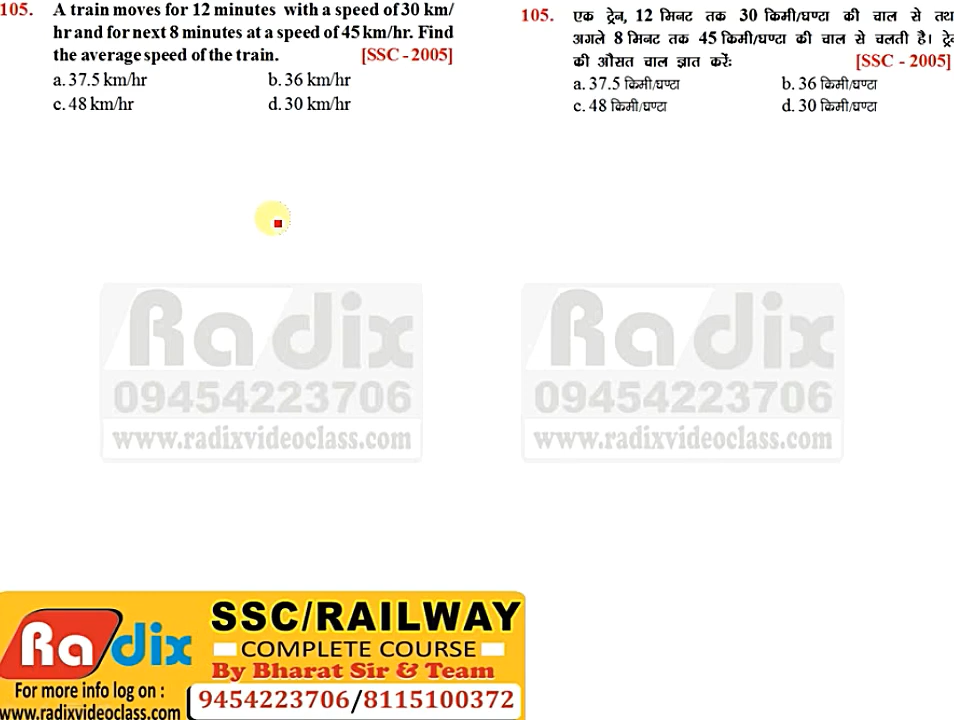 105. A train moves for 12 minutes with a speed of 30 km/
hr and for next 8 minutes at a speed of 45 km/hr. Find
the average speed of the train. [SSC - 2005]
a. 37.5 km/hr b. 36 km/hr
c. 48 km/hr d. 30 km/hr
105. एक ट्रेन, 12 मिनट तक 30 किमी/घण्टा की चाल से तथ
अगले 8 मिनट तक 45 किमी/घण्टा की चाल से चलती है। ट्रे
की औसत चाल ज्ञात करें:  [SSC - 2005]
a. 37.5 किमी/घण्टा b. 36 किमी/घण्टा
c. 48 किमी/घण्टा d. 30 किमी/घण्टा
Radix
09454223706
www.radixvideoclass.com
Radix
09454223706
www.radixvideoclass.com
Radix
For more info log on :
www.radixvideoclass.com
SSC/RAILWAY
COMPLETE COURSE
By Bharat Sir & Team
9454223706/8115100372